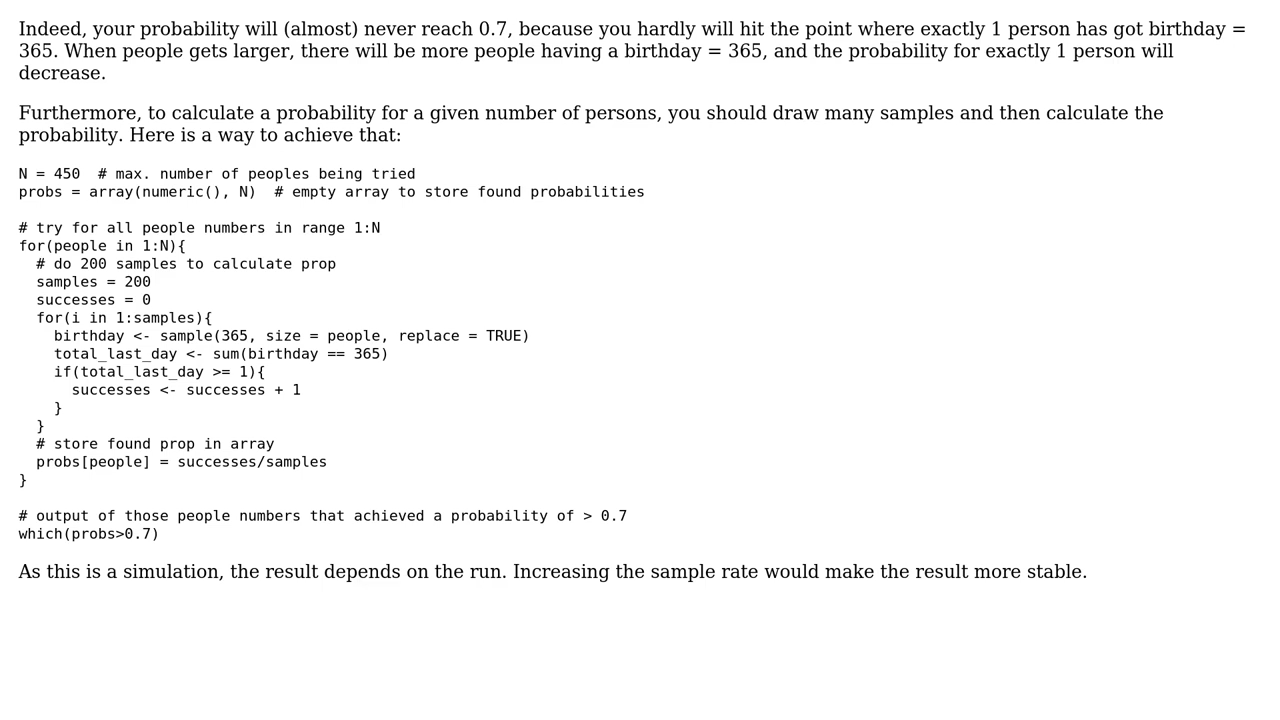 Indeed, your probability will (almost) never reach 0.7, because you hardly will hit the point where exactly 1 person has got birthday =
365. When people gets larger, there will be more people having a birthday = 365, and the probability for exactly 1 person will
decrease.
Furthermore, to calculate a probability for a given number of persons, you should draw many samples and then calculate the
probability. Here is a way to achieve that:
N = 450  # max. number of peoples being tried
probs = array(numeric(), N)  # empty array to store found probabilities
# try for all people numbers in range 1:N
for(people in 1:N){
  # do 200 samples to calculate prop
  samples = 200
  successes = 0
  for(i in 1:samples){
    birthday <- sample(365, size = people, replace = TRUE)
    total_last_day <- sum(birthday == 365)
    if(total_last_day >= 1){
      successes <- successes + 1
    }
  }
  # store found prop in array
  probs[people] = successes/samples
}
# output of those people numbers that achieved a probability of > 0.7
which(probs>0.7)
As this is a simulation, the result depends on the run. Increasing the sample rate would make the result more stable.